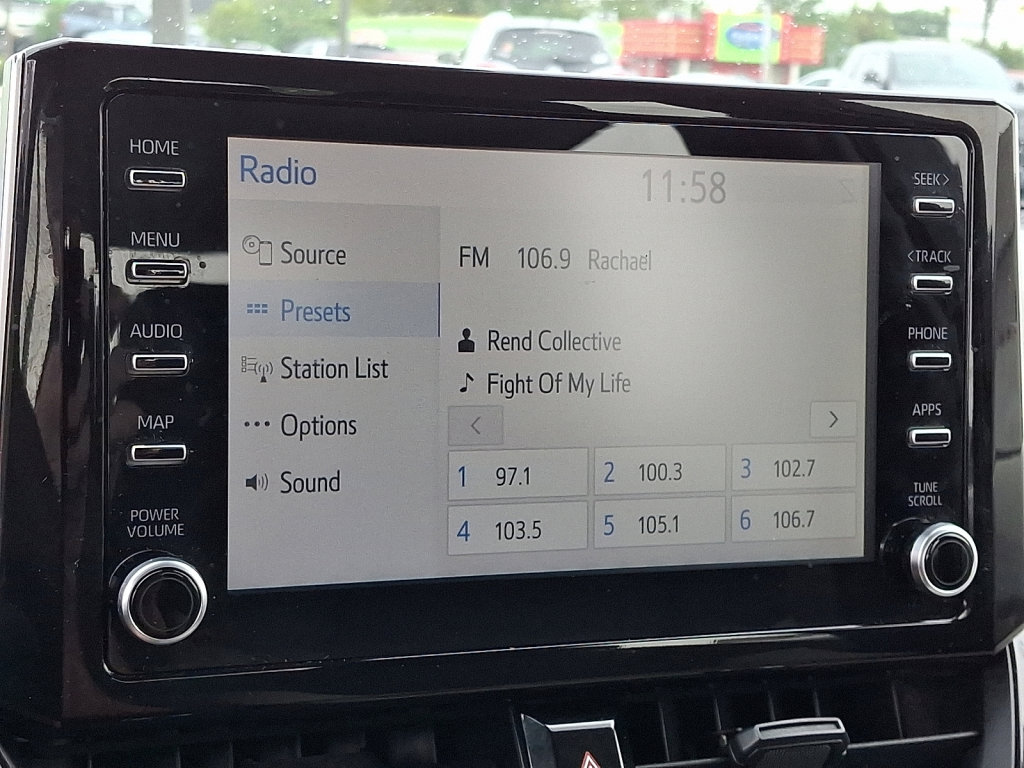 HOME
MENU
AUDIO
MAP
POWER
VOLUME
Radio
11:58
Source
Presets
Station List
Options
Sound
FM 106.9 Rachael
Rend Collective
Fight Of My Life
<
>
1 97.1
2 100.3
3 102.7
4 103.5
5 105.1
6 106.7
SEEK>
<TRACK
PHONE
APPS
TUNE
SCROLL